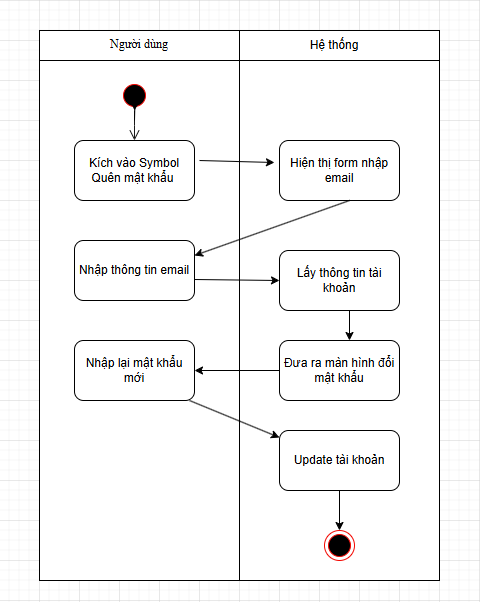 Người dùng
Hệ thống
Kích vào Symbol
Quên mật khẩu
Hiện thị form nhập
email
Nhập thông tin email
Lấy thông tin tài
khoản
Nhập lại mật khẩu
mới
Đưa ra màn hình đổi
mật khẩu
Update tài khoản